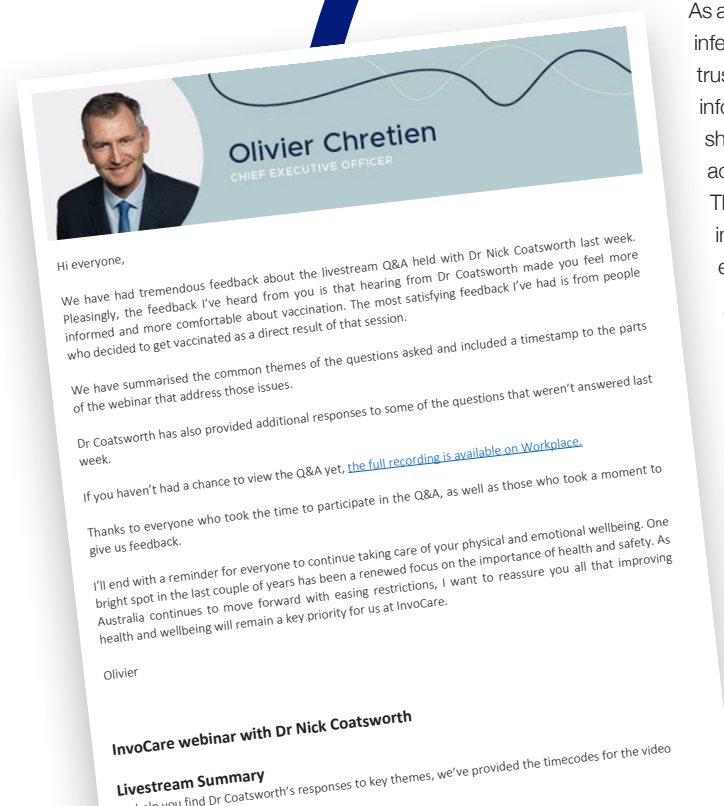 Olivier Chretien
CHIEF EXECUTIVE OFFICER
Hi everyone,
We have had tremendous feedback about the livestream Q&A held with Dr Nick Coatsworth last week.
Pleasingly, the feedback I've heard from you is that hearing from Dr Coatsworth made you feel more
informed and more comfortable about vaccination. The most satisfying feedback I've had is from people
who decided to get vaccinated as a direct result of that session.
We have summarised the common themes of the questions asked and included a timestamp to the parts
of the webinar that address those issues.
Dr Coatsworth has also provided additional responses to some of the questions that weren't answered last
week.
If you haven't had a chance to view the Q&A yet, the full recording is available on Workplace.
Thanks to everyone who took the time to participate in the Q&A, as well as those who took a moment to
give us feedback.
I'll end with a reminder for everyone to continue taking care of your physical and emotional wellbeing. One
bright spot in the last couple of years has been a renewed focus on the importance of health and safety. As
Australia continues to move forward with easing restrictions, I want to reassure you all that improving
health and wellbeing will remain a key priority for us at InvoCare.
Olivier
InvoCare webinar with Dr Nick Coatsworth
Livestream Summary
you find Dr Coatsworth's responses to key themes, we've provided the timecodes for the video
As